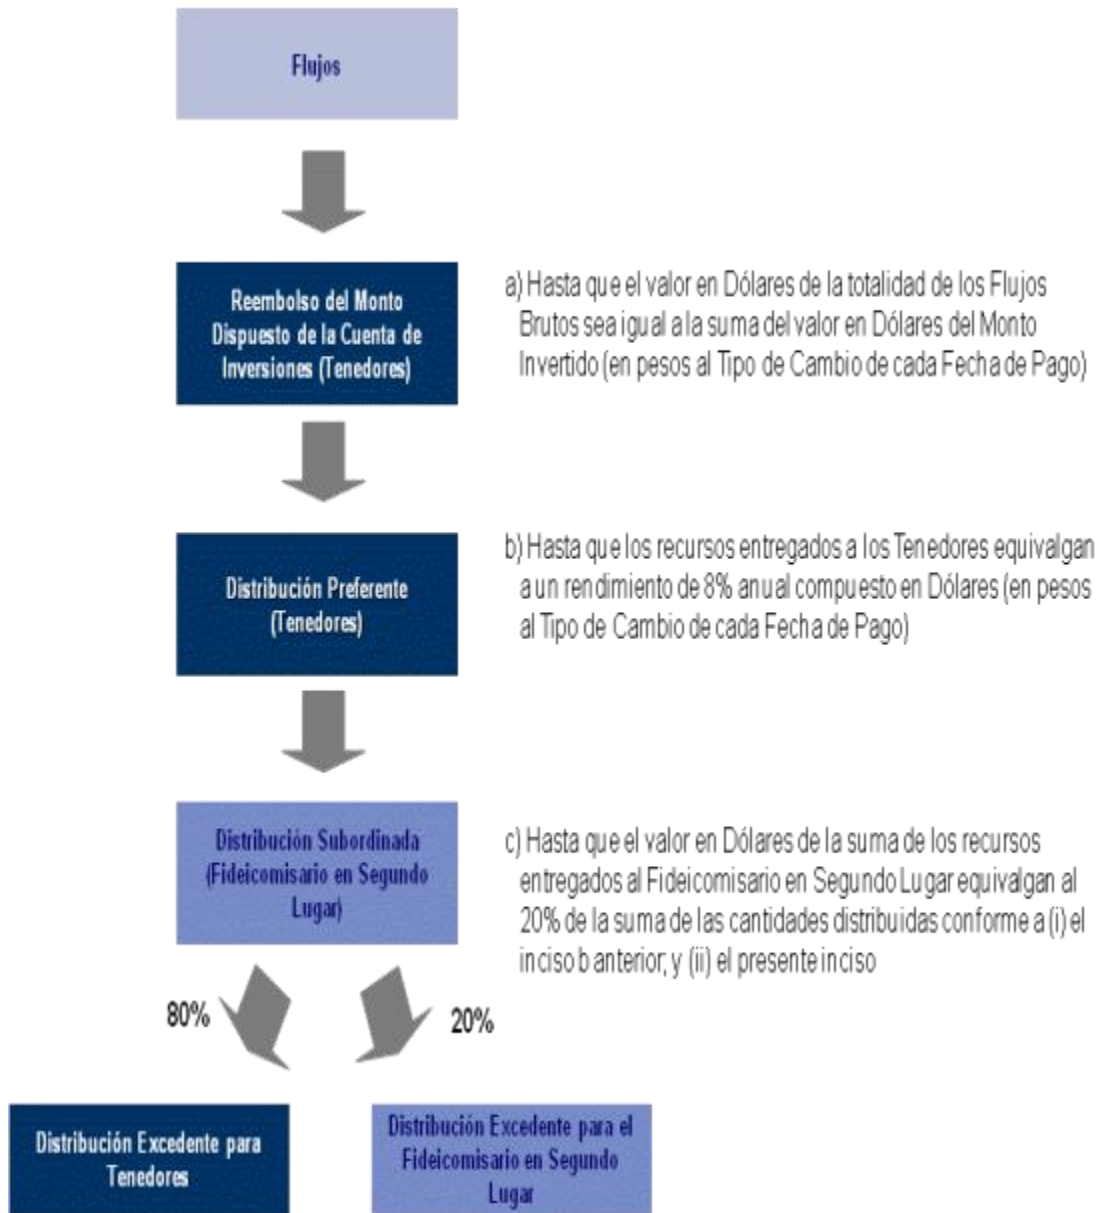 Flujos
Reembolso del Monto
Dispuesto de la Cuenta de
Inversiones (Tenedores)
a) Hasta que el valor en Dólares de la totalidad de los Flujos
Brutos sea igual a la suma del valor en Dólares del Monto
Invertido (en pesos al Tipo de Cambio de cada Fecha de Pago)
Distribución Preferente
(Tenedores)
b) Hasta que los recursos entregados a los Tenedores equivalgan
a un rendimiento de 8% anual compuesto en Dólares (en pesos
al Tipo de Cambio de cada Fecha de Pago)
Distribución Subordinada
(Fideicomisario en Segundo
Lugar)
c) Hasta que el valor en Dólares de la suma de los recursos
entregados al Fideicomisario en Segundo Lugar equivalgan al
20% de la suma de las cantidades distribuidas conforme a (i) el
inciso b anterior; y (ii) el presente inciso
80%
20%
Distribución Excedente para
Tenedores
Distribución Excedente para el
Fideicomisario en Segundo
Lugar